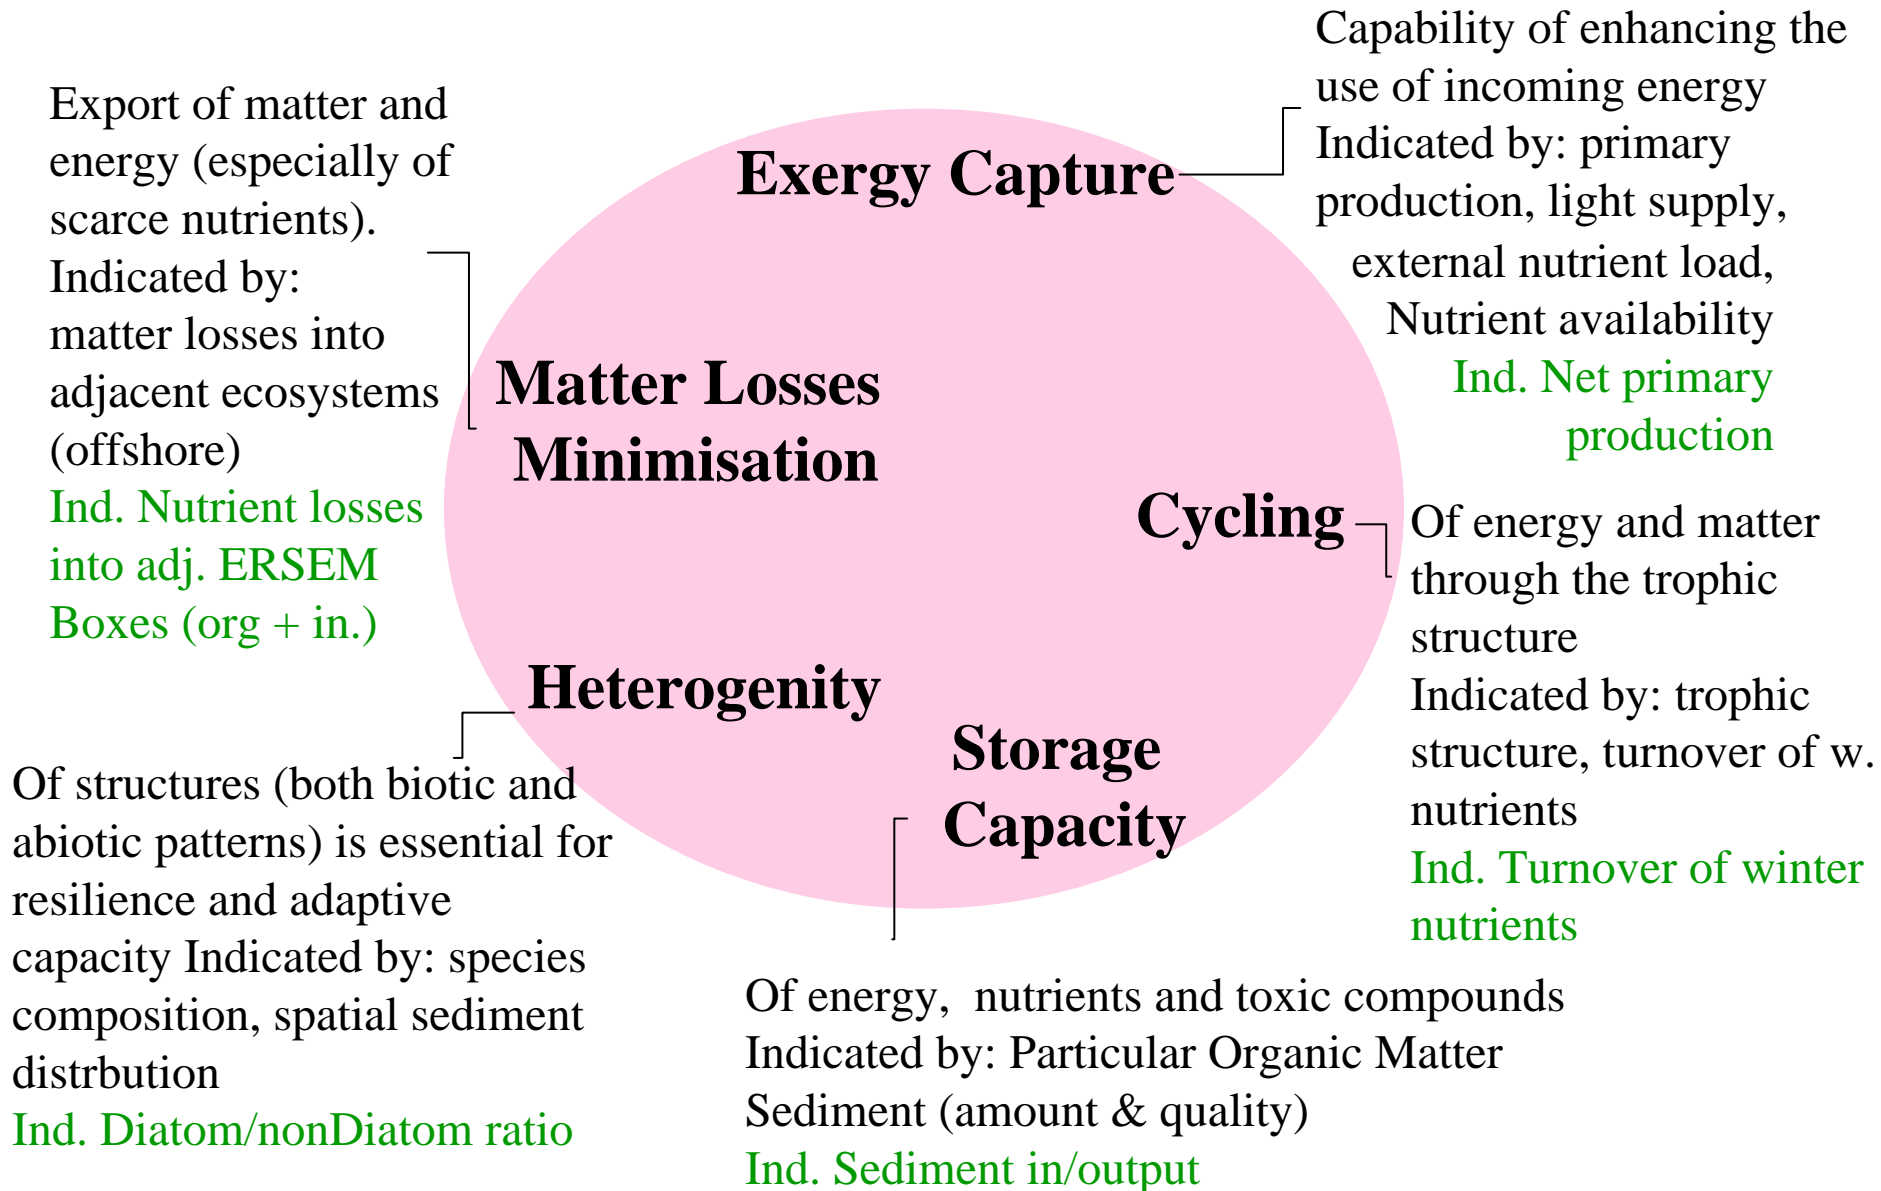 Capability of enhancing the
use of incoming energy
Indicated by: primary
production, light supply,
external nutrient load,
Nutrient availability
Ind. Net primary
production
Export of matter and
energy (especially of
scarce nutrients).
Indicated by:
matter losses into
adjacent ecosystems
(offshore)
Ind. Nutrient losses
into adj. ERSEM
Boxes (org + in.)
Exergy Capture
Matter Losses
Minimisation
Cycling
Heterogenity
Storage
Capacity
Of energy and matter
through the trophic
structure
Indicated by: trophic
structure, turnover of w.
nutrients
Ind. Turnover of winter
nutrients
Of structures (both biotic and
abiotic patterns) is essential for
resilience and adaptive
capacity Indicated by: species
composition, spatial sediment
distrbution
Ind. Diatom/nonDiatom ratio
Of energy,  nutrients and toxic compounds
Indicated by: Particular Organic Matter
Sediment (amount & quality)
Ind. Sediment in/output